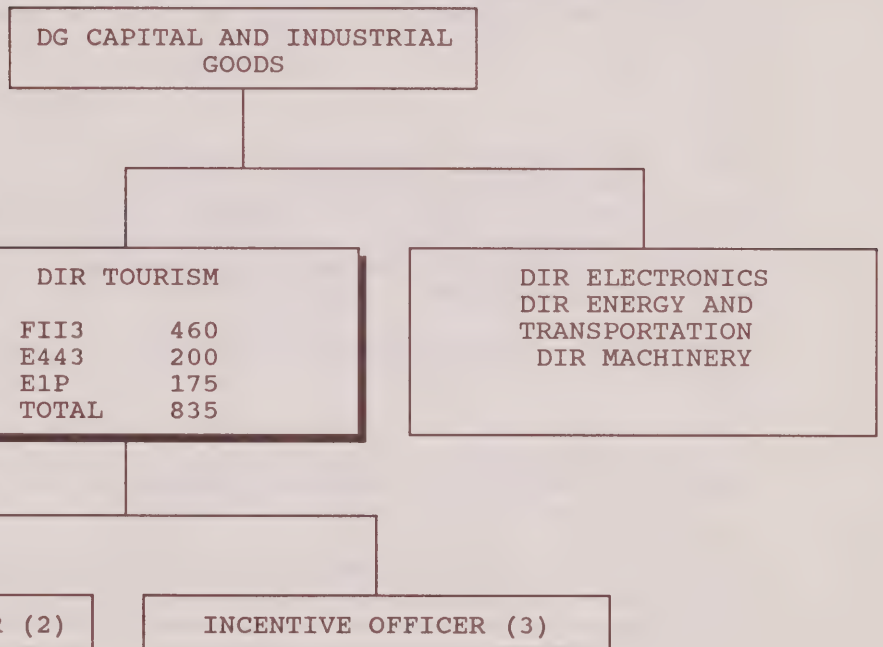 DG CAPITAL AND INDUSTRIAL
GOODS
DIR TOURISM
FII3 460
E443 200
E1P 175
TOTAL 835
DIR ELECTRONICS
DIR ENERGY AND
TRANSPORTATION
DIR MACHINERY
(2)
INCENTIVE OFFICER (3)